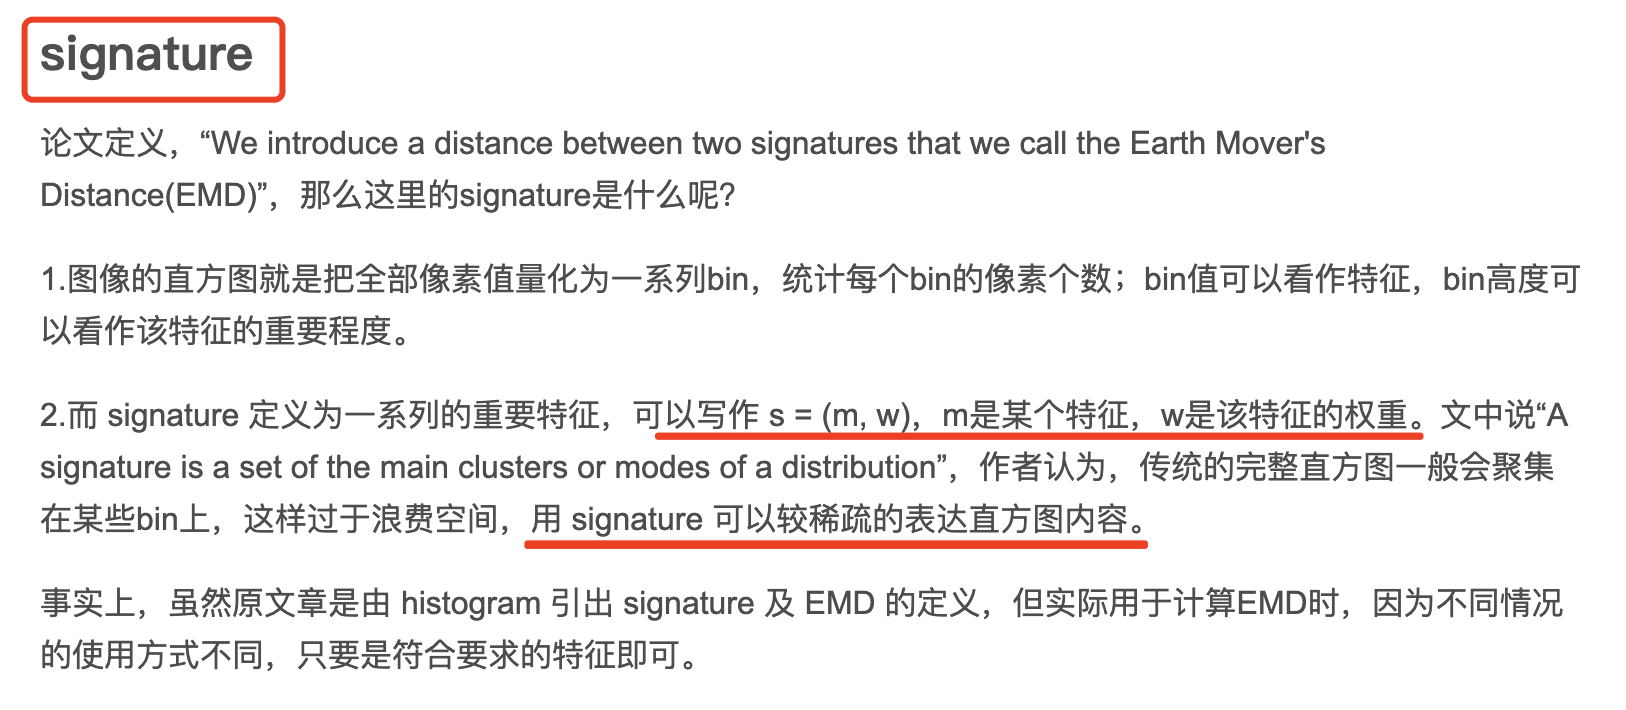 signature
论文定义，“We introduce a distance between two signatures that we call the Earth Mover's
Distance(EMD)”，那么这里的signature是什么呢？
1.图像的直方图就是把全部像素值量化为一系列bin，统计每个bin的像素个数；bin值可以看作特征，bin高度可
以看作该特征的重要程度。
2.而 signature 定义为一系列的重要特征，可以写作 s = (m, w)，m是某个特征，w是该特征的权重。文中说“A
signature is a set of the main clusters or modes of a distribution”，作者认为，传统的完整直方图一般会聚集
在某些bin上，这样过于浪费空间，用 signature 可以较稀疏的表达直方图内容。
事实上，虽然原文章是由 histogram 引出 signature 及 EMD 的定义，但实际用于计算EMD时，因为不同情况
的使用方式不同，只要是符合要求的特征即可。